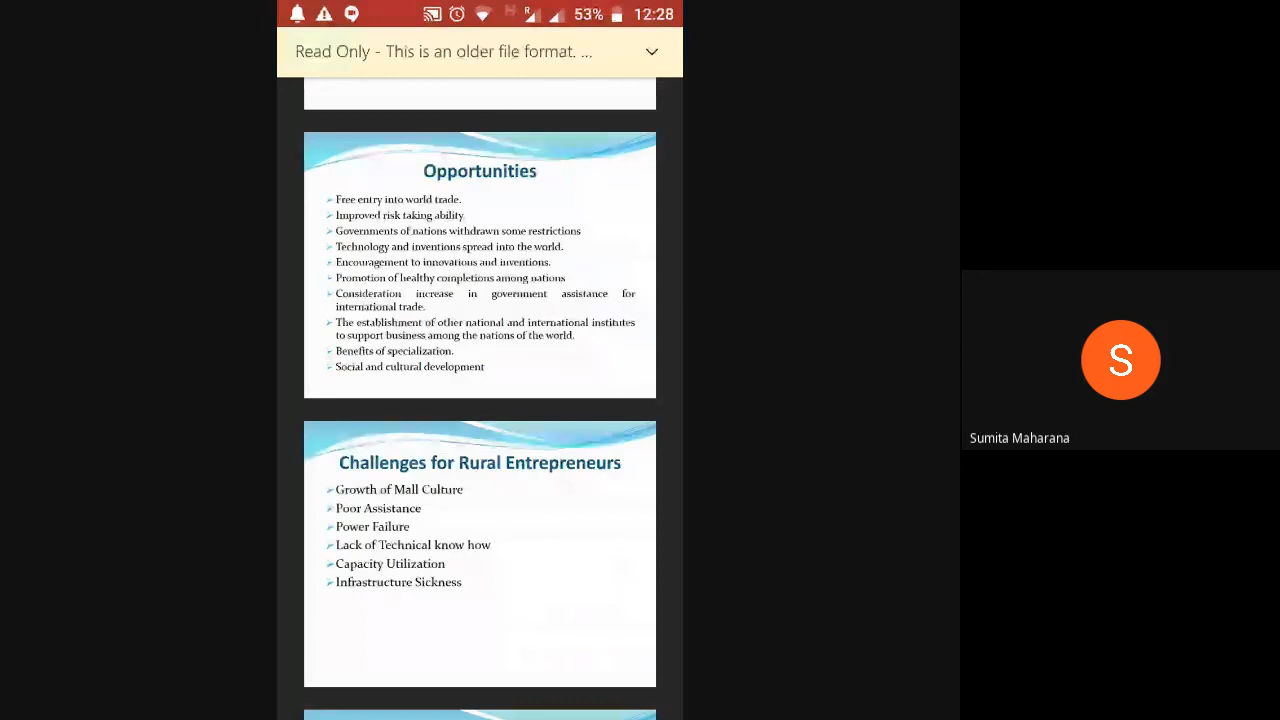 53% 12:28
Read Only - This is an older file format. ...
Opportunities
Free entry into world trade.
Improved risk taking ability.
Governments of nations withdrawn some restrictions
Technology and inventions spread into the world.
Encouragement to innovations and inventions.
Promotion of healthy completions among nations
Consideration increase in government assistance for
international trade.
The establishment of other national and international institutes
to support business among the nations of the world.
Benefits of specialization.
Social and cultural development
Challenges for Rural Entrepreneurs
Growth of Mall Culture
Poor Assistance
Power Failure
Lack of Technical know how
Capacity Utilization
Infrastructure Sickness
S
Sumita Maharana